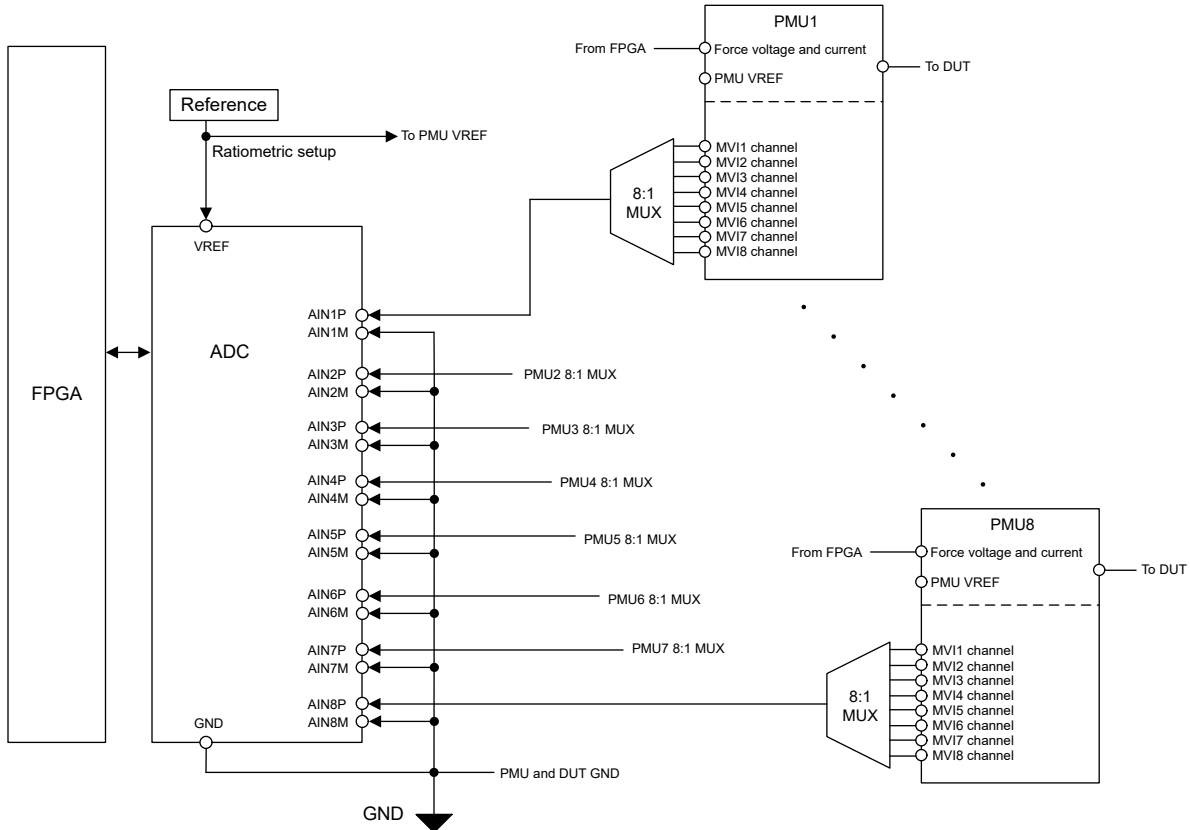 PMU1
From FPGA
Force voltage and current
To DUT
PMU VREF
Reference
To PMU VREF
Ratiometric setup
MVI1 channel
MVI2 channel
MVI3 channel
MVI4 channel
MVI5 channel
MVI6 channel
MVI7 channel
MVI8 channel
8:1
MUX
VREF
AIN1P
AIN1M
ADC
FPGA
AIN2P
AIN2M
PMU2 8:1 MUX
AIN3P
AIN3M
PMU3 8:1 MUX
AIN4P
AIN4M
PMU4 8:1 MUX
AIN5P
AIN5M
PMU5 8:1 MUX
AIN6P
AIN6M
PMU6 8:1 MUX
AIN7P
AIN7M
PMU7 8:1 MUX
AIN8P
AIN8M
GND
PMU and DUT GND
GND
PMU8
From FPGA
Force voltage and current
To DUT
PMU VREF
MVI1 channel
MVI2 channel
MVI3 channel
MVI4 channel
MVI5 channel
MVI6 channel
MVI7 channel
MVI8 channel
8:1
MUX